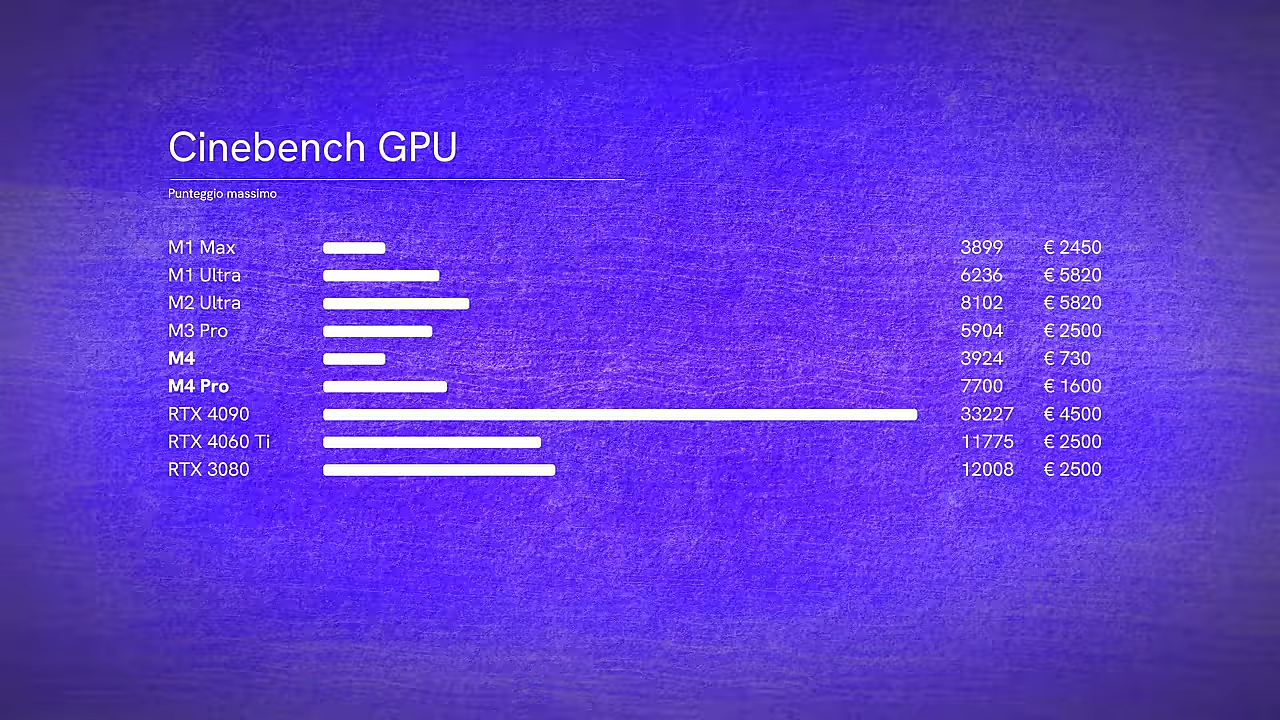 Cinebench GPU
Punteggio massimo
M1 Max 3899 € 2450
M1 Ultra 6236 € 5820
M2 Ultra 8102 € 5820
M3 Pro 5904 € 2500
M4 3924 € 730
M4 Pro 7700 € 1600
RTX 4090 33227 € 4500
RTX 4060 Ti 11775 € 2500
RTX 3080 12008 € 2500